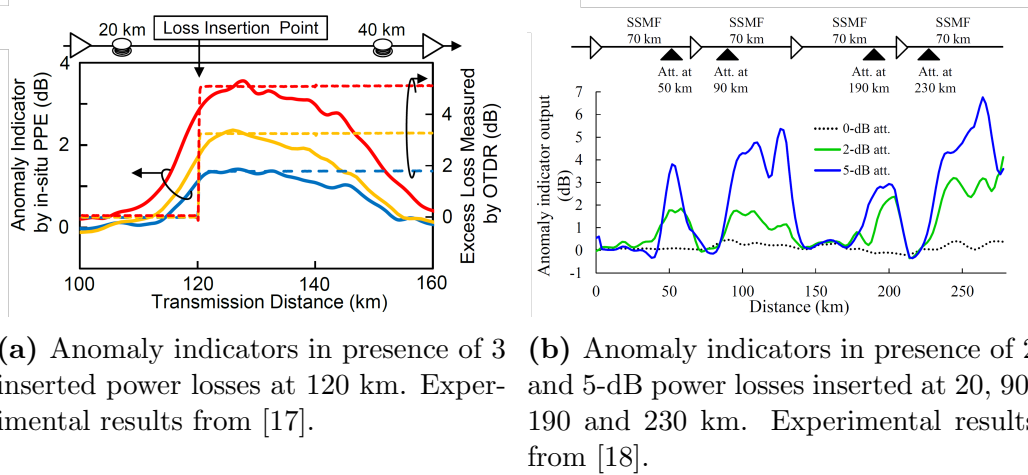 20 km
Loss Insertion Point
40 km
Anomaly Indicator
by in-situ PPE (dB)
4
2
0
Excess Loss Measured
by OTDR (dB)
4
2
0
100
120
140
160
Transmission Distance (km)
(a) Anomaly indicators in presence of 3
inserted power losses at 120 km. Exper-
imental results from [17].
SSMF
70 km
SSMF
70 km
SSMF
70 km
SSMF
70 km
Att. at
50 km
Att. at
90 km
Att. at
190 km
Att. at
230 km
Anomaly indicator output
(dB)
7
6
5
4
3
2
1
0
-1
0-dB att.
2-dB att.
5-dB att.
0
50
100
150
200
250
Distance (km)
(b) Anomaly indicators in presence of 2
and 5-dB power losses inserted at 20, 90
190 and 230 km. Experimental results
from [18].